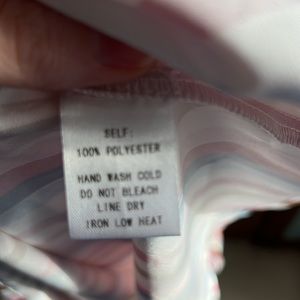 SELF:
100% POLYESTER
HAND WASH COLD
DO NOT BLEACH
LINE DRY
IRON LOW HEAT